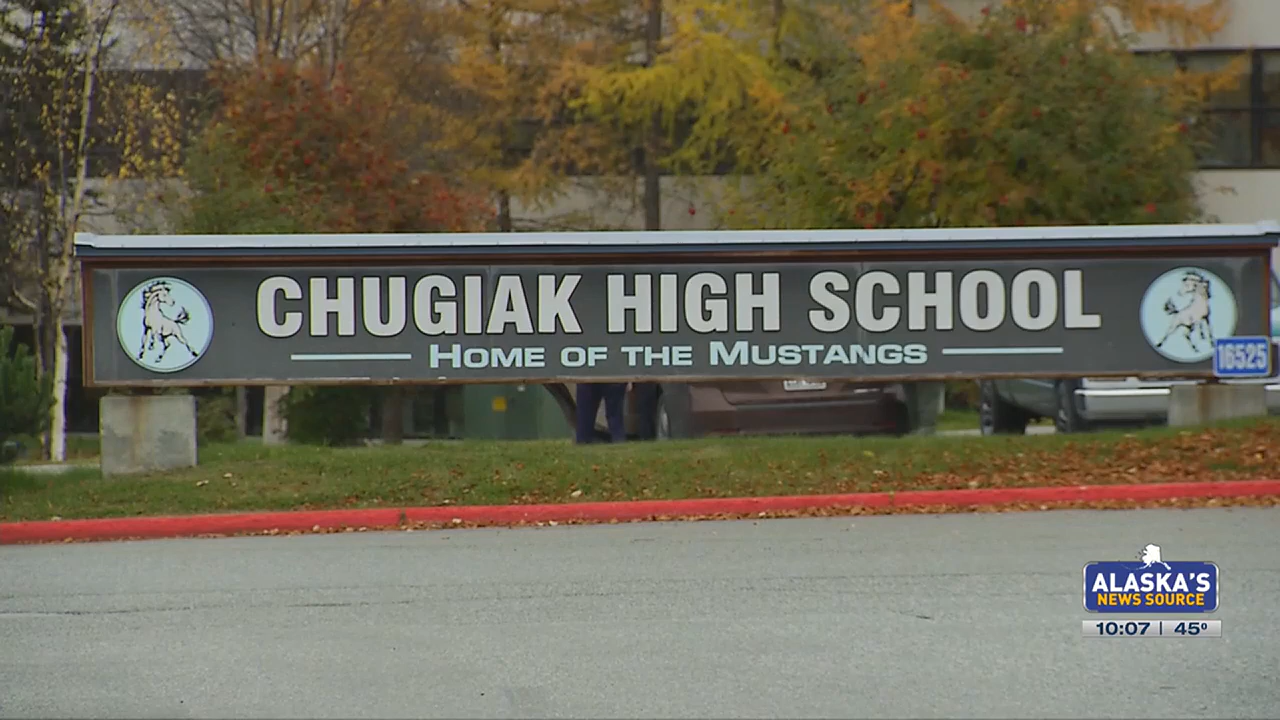 CHUGIAK HIGH SCHOOL
HOME OF THE MUSTANGS
16525
ALASKA'S
NEWS SOURCE
10:07 | 45°